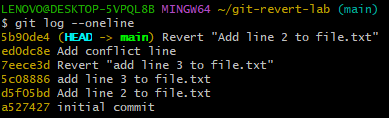 LENOVO@DESKTOP-5VPQL8B MINGW64 ~/git-revert-lab (main)
$ git log --oneline
5b90de4 (HEAD -> main) Revert "Add line 2 to file.txt"
ed0dc8e Add conflict line
7eece3d Revert "add line 3 to file.txt"
5c08886 add line 3 to file.txt
d5f05bd Add line 2 to file.txt
a527427 initial commit